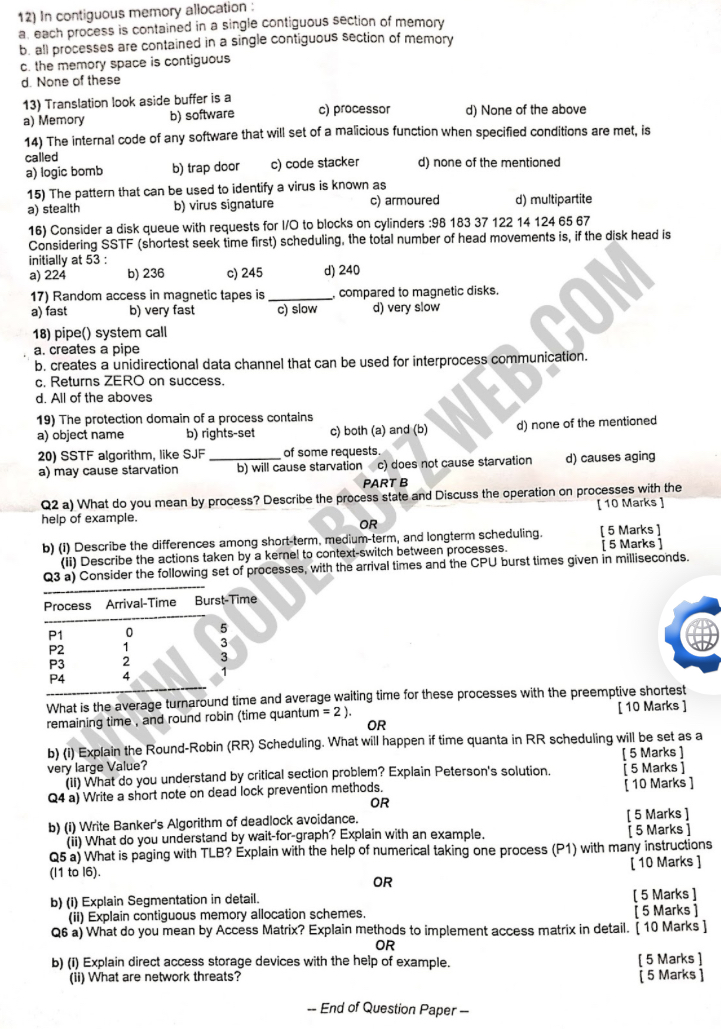 12) In contiguous memory allocation :
a. each process is contained in a single contiguous section of memory
b. all processes are contained in a single contiguous section of memory
c. the memory space is contiguous
d. None of these
13) Translation look aside buffer is a
a) Memory b) software c) processor d) None of the above
14) The internal code of any software that will set of a malicious function when specified conditions are met, is
called
a) logic bomb b) trap door c) code stacker d) none of the mentioned
15) The pattern that can be used to identify a virus is known as
a) stealth b) virus signature c) armoured d) multipartite
16) Consider a disk queue with requests for I/O to blocks on cylinders :98 183 37 122 14 124 65 67
Considering SSTF (shortest seek time first) scheduling, the total number of head movements is, if the disk head is
initially at 53 :
a) 224 b) 236 c) 245 d) 240
17) Random access in magnetic tapes is _________, compared to magnetic disks.
a) fast b) very fast c) slow d) very slow
18) pipe() system call
a. creates a pipe
b. creates a unidirectional data channel that can be used for interprocess communication.
c. Returns ZERO on success.
d. All of the aboves
19) The protection domain of a process contains
a) object name b) rights-set c) both (a) and (b) d) none of the mentioned
20) SSTF algorithm, like SJF __________ of some requests.
a) may cause starvation b) will cause starvation c) does not cause starvation d) causes aging
PART B
Q2 a) What do you mean by process? Describe the process state and Discuss the operation on processes with the
help of example. [ 10 Marks ]
OR
b) (i) Describe the differences among short-term, medium-term, and longterm scheduling. [ 5 Marks ]
(ii) Describe the actions taken by a kernel to context-switch between processes. [ 5 Marks ]
Q3 a) Consider the following set of processes, with the arrival times and the CPU burst times given in milliseconds.
-----------------------------------
Process Arrival-Time Burst-Time
-----------------------------------
P1 0 5
P2 1 3
P3 2 3
P4 4 1
-----------------------------------
What is the average turnaround time and average waiting time for these processes with the preemptive shortest
remaining time , and round robin (time quantum = 2 ). [ 10 Marks ]
OR
b) (i) Explain the Round-Robin (RR) Scheduling. What will happen if time quanta in RR scheduling will be set as a
very large Value? [ 5 Marks ]
(ii) What do you understand by critical section problem? Explain Peterson's solution. [ 5 Marks ]
Q4 a) Write a short note on dead lock prevention methods. [ 10 Marks ]
OR
b) (i) Write Banker's Algorithm of deadlock avoidance. [ 5 Marks ]
(ii) What do you understand by wait-for-graph? Explain with an example. [ 5 Marks ]
Q5 a) What is paging with TLB? Explain with the help of numerical taking one process (P1) with many instructions
(I1 to I6). [ 10 Marks ]
OR
b) (i) Explain Segmentation in detail. [ 5 Marks ]
(ii) Explain contiguous memory allocation schemes. [ 5 Marks ]
Q6 a) What do you mean by Access Matrix? Explain methods to implement access matrix in detail. [ 10 Marks ]
OR
b) (i) Explain direct access storage devices with the help of example. [ 5 Marks ]
(ii) What are network threats? [ 5 Marks ]
-- End of Question Paper --
WWW.CODE BUZZ WEB.COM